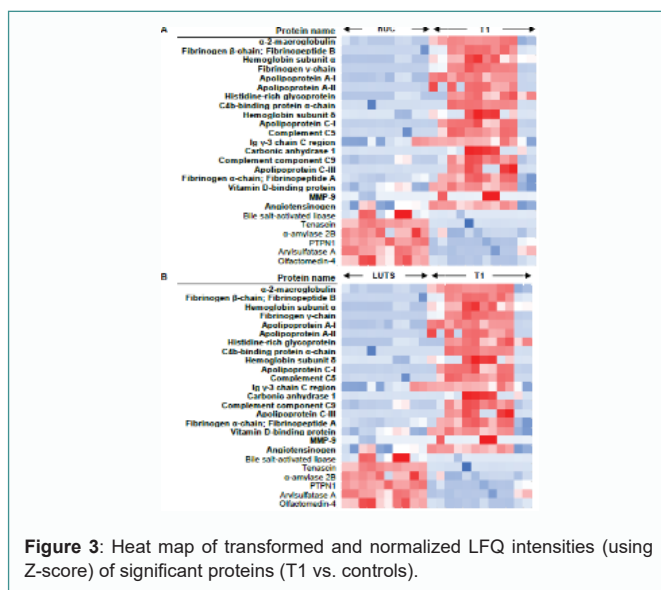 A
Protein name
T1
α-2-macroglobulin
Fibrinogen β-chain; Fibrinopeptide B
Hemoglobin subunit α
Fibrinogen γ-chain
Apolipoprotein A-I
Apolipoprotein A-II
Histidine-rich glycoprotein
C4b-binding protein α-chain
Hemoglobin subunit δ
Apolipoprotein C-I
Complement C5
Ig γ-3 chain C region
Carbonic anhydrase 1
Complement component C9
Apolipoprotein C-III
Fibrinogen α-chain; Fibrinopeptide A
Vitamin D-binding protein
MMP-9
Angiotensinogen
Bile salt-activated lipase
Tenascin
α-amylase 2B
PTPN1
Arylsulfatase A
Olfactomedin-4
B
Protein name
LUTS
T1
α-2-macroglobulin
Fibrinogen β-chain; Fibrinopeptide B
Hemoglobin subunit α
Fibrinogen γ-chain
Apolipoprotein A-I
Apolipoprotein A-II
Histidine-rich glycoprotein
C4b-binding protein α-chain
Hemoglobin subunit δ
Apolipoprotein C-I
Complement C5
Ig γ-3 chain C region
Carbonic anhydrase 1
Complement component C9
Apolipoprotein C-III
Fibrinogen α-chain; Fibrinopeptide A
Vitamin D-binding protein
MMP-9
Angiotensinogen
Bile salt-activated lipase
Tenascin
α-amylase 2B
PTPN1
Arylsulfatase A
Olfactomedin-4
Figure 3: Heat map of transformed and normalized LFQ intensities (using
Z-score) of significant proteins (T1 vs. controls).